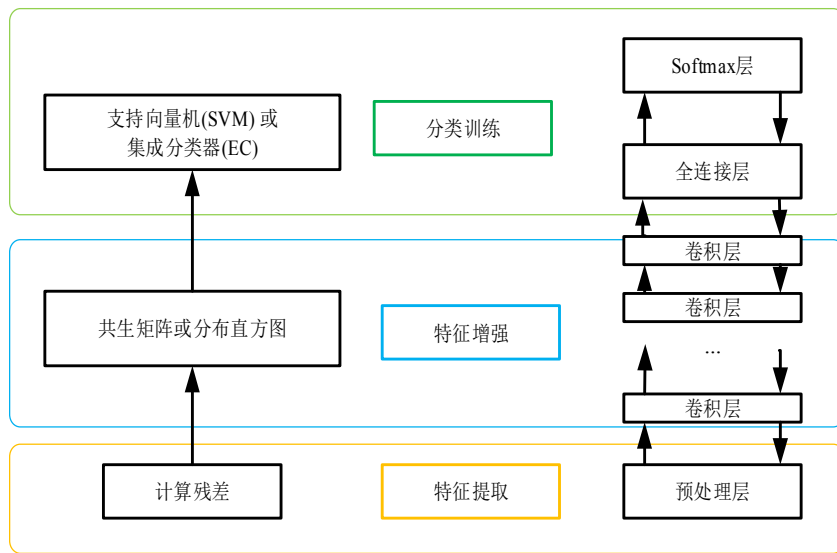 Softmax层
支持向量机(SVM) 或
集成分类器(EC)
分类训练
全连接层
卷积层
共生矩阵或分布直方图
特征增强
卷积层
...
卷积层
计算残差
特征提取
预处理层